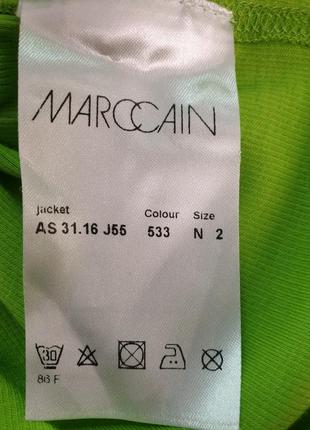 MARCCAIN
jacket Colour Size
AS 31.16 J55 533 N 2
30
86 F